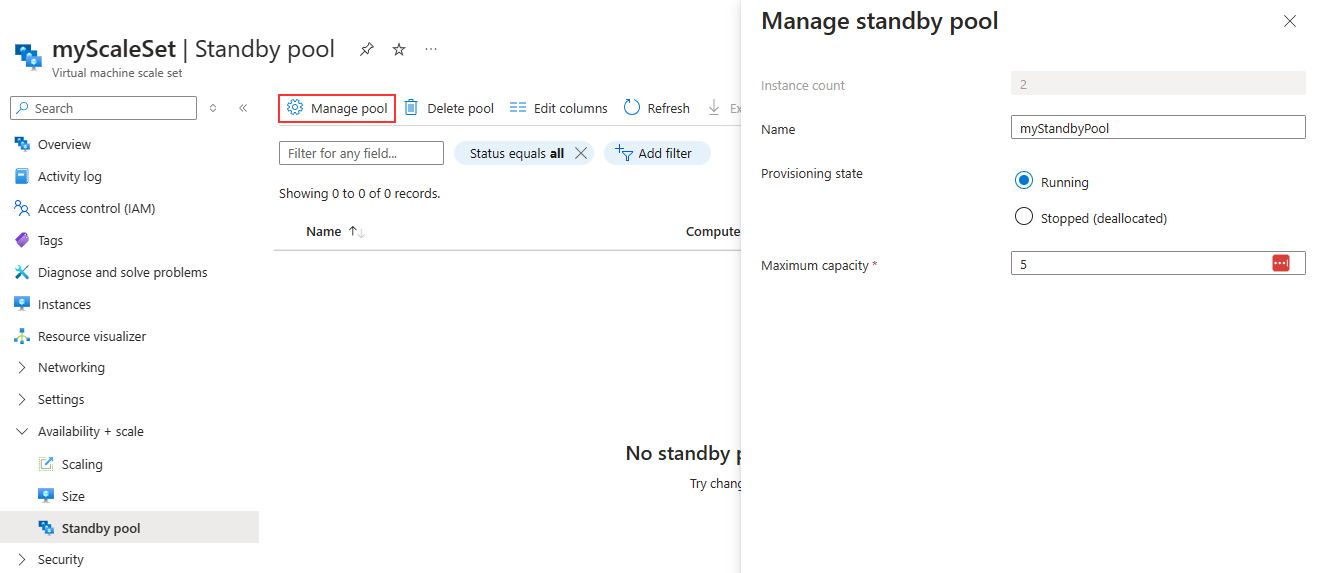 myScaleSet | Standby pool
Virtual machine scale set
Search
Overview
Activity log
Access control (IAM)
Tags
Diagnose and solve problems
Instances
Resource visualizer
Networking
Settings
Availability + scale
Scaling
Size
Standby pool
Security
Manage pool Delete pool Edit columns Refresh Ex
Filter for any field... Status equals all Add filter
Showing 0 to 0 of 0 records.
Name Compute
No standby p
Try chang
Manage standby pool
Instance count 2
Name myStandbyPool
Provisioning state Running
Stopped (deallocated)
Maximum capacity * 5